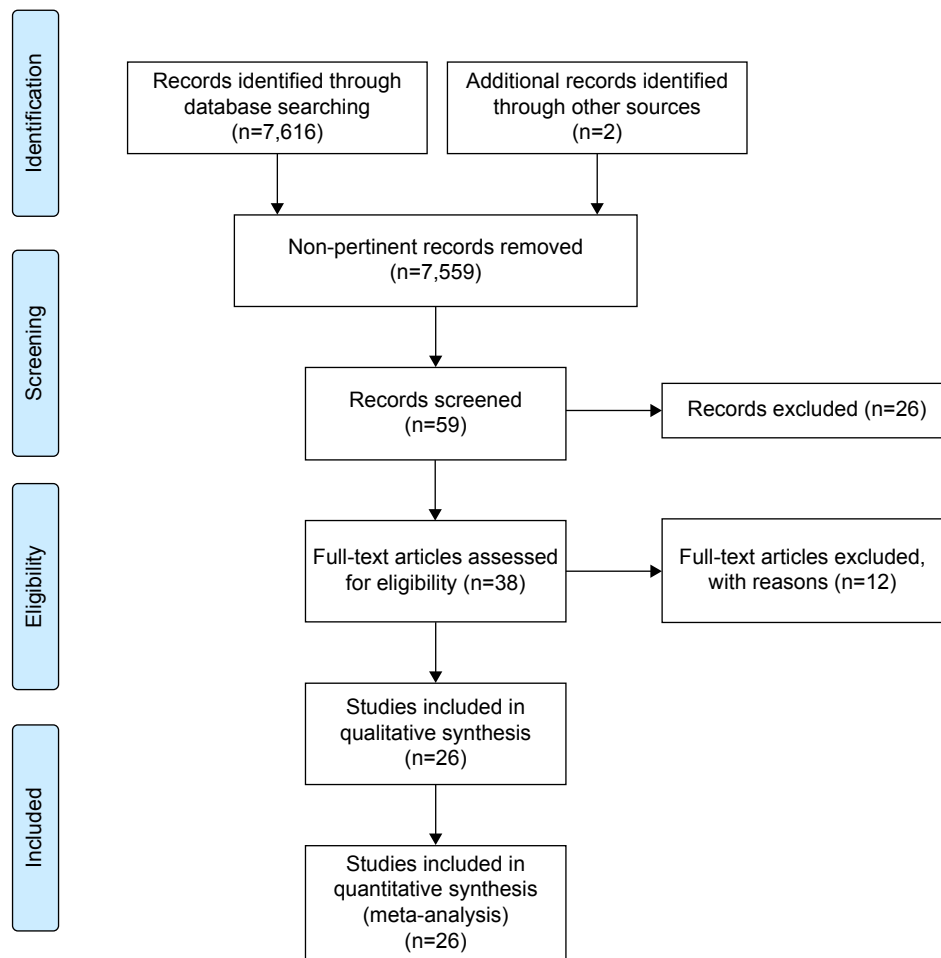 Identification
Records identified through
database searching
(n=7,616)
Additional records identified
through other sources
(n=2)
Non-pertinent records removed
(n=7,559)
Screening
Records screened
(n=59)
Records excluded (n=26)
Eligibility
Full-text articles assessed
for eligibility (n=38)
Full-text articles excluded,
with reasons (n=12)
Studies included in
qualitative synthesis
(n=26)
Included
Studies included in
quantitative synthesis
(meta-analysis)
(n=26)